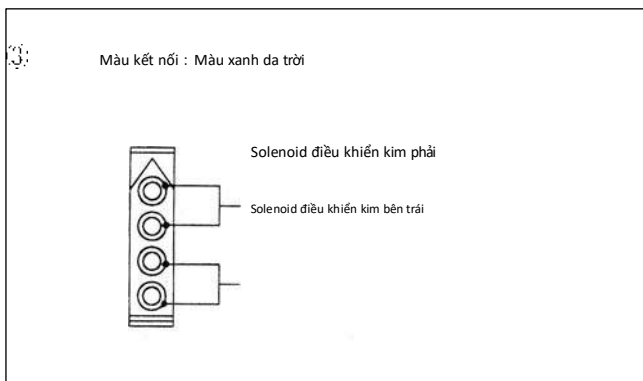 3
Màu kết nối : Màu xanh da trời
Solenoid điều khiển kim phải
Solenoid điều khiển kim bên trái